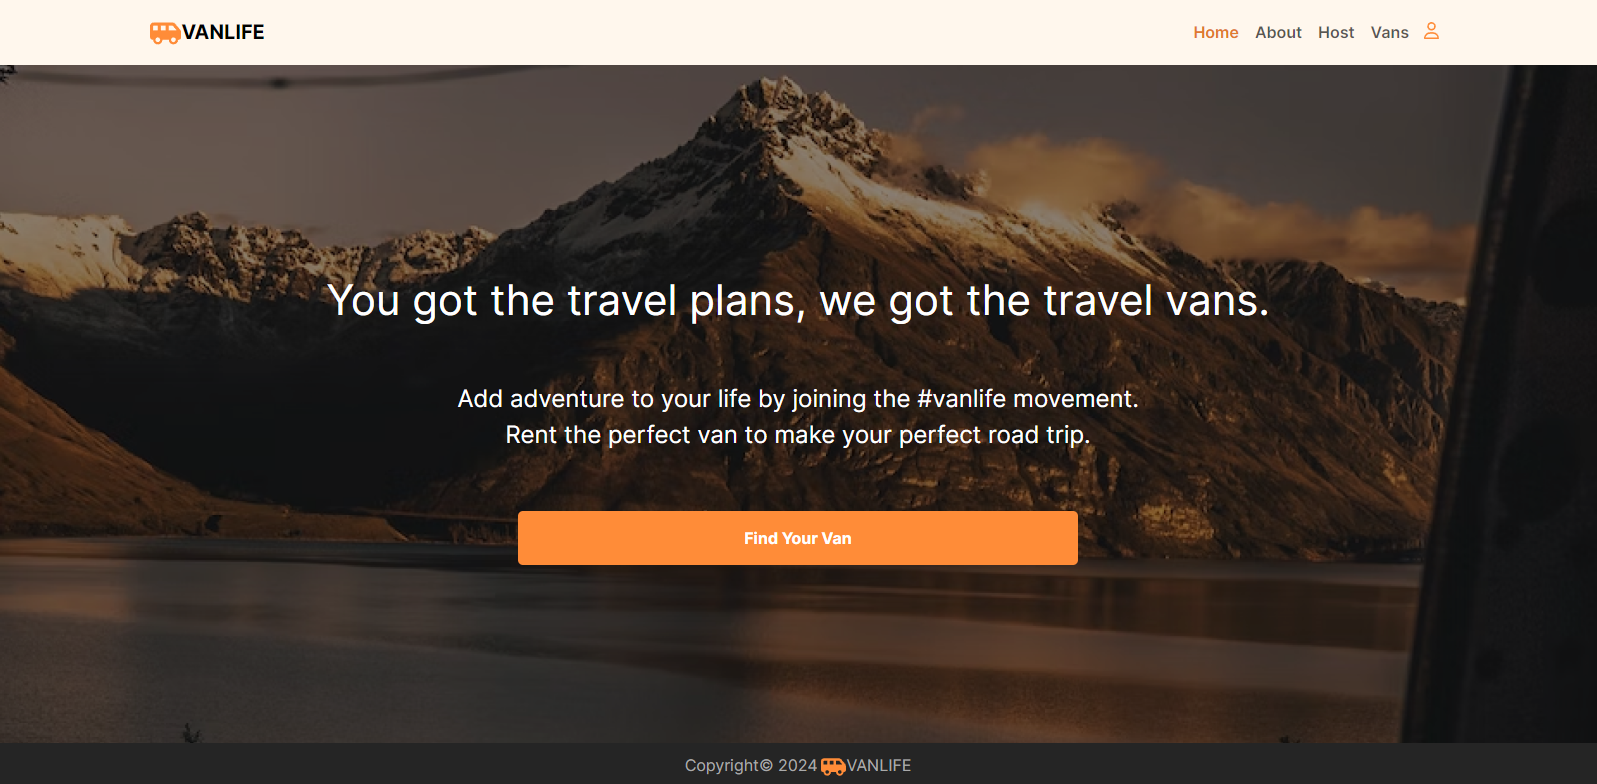 VANLIFE
Home About Host Vans
You got the travel plans, we got the travel vans.
Add adventure to your life by joining the #vanlife movement.
Rent the perfect van to make your perfect road trip.
Find Your Van
Copyright© 2024 VANLIFE